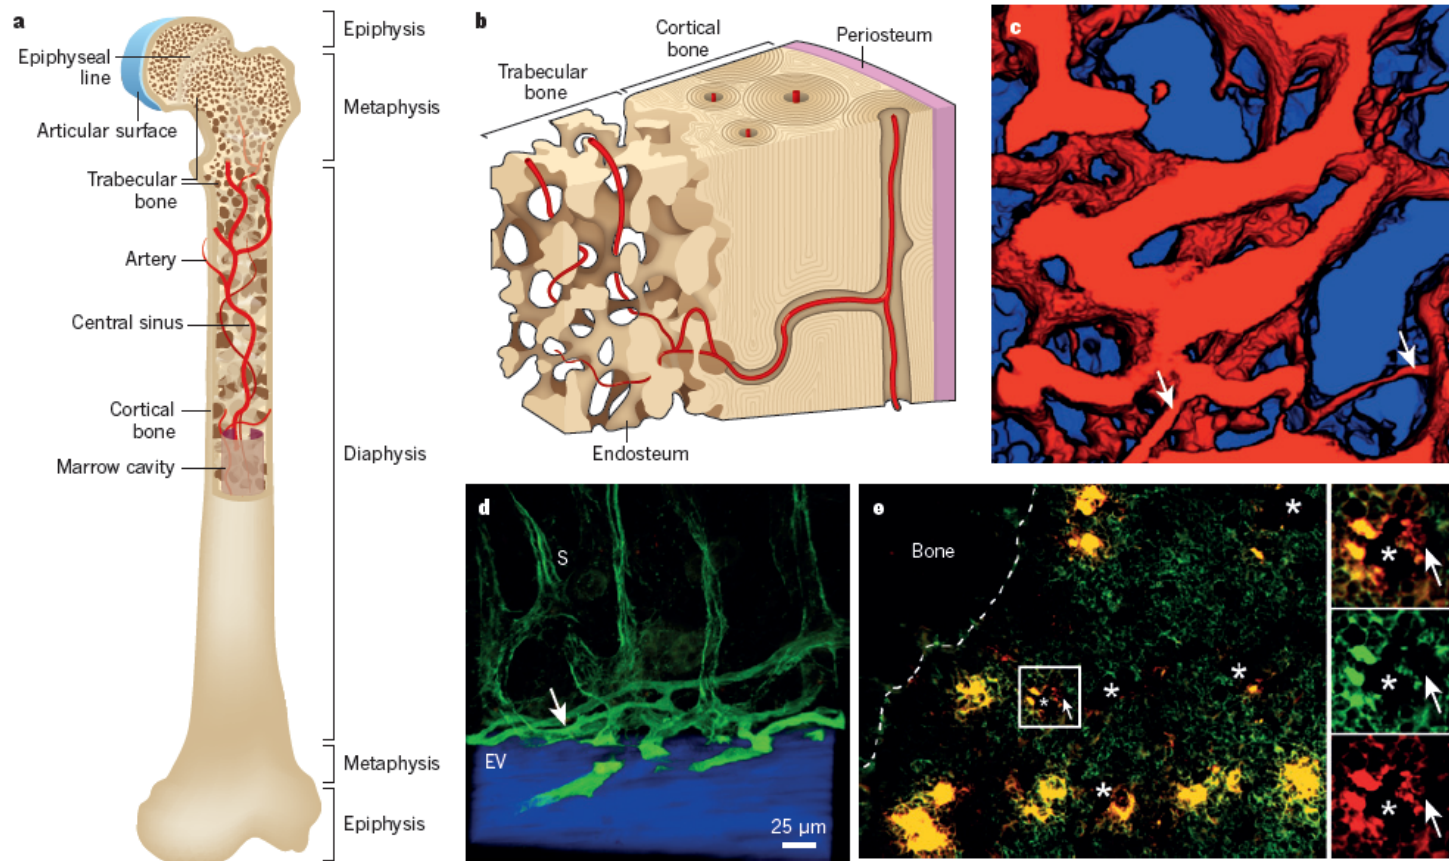 a
Epiphyseal
line
Articular surface
Trabecular
bone
Artery
Central sinus
Cortical
bone
Marrow cavity
Epiphysis
Metaphysis
Diaphysis
Metaphysis
Epiphysis
b
Trabecular
bone
Cortical
bone
Periosteum
Endosteum
c
d
S
EV
25 µm
e
Bone
*
*
*
*
*
*
*
*